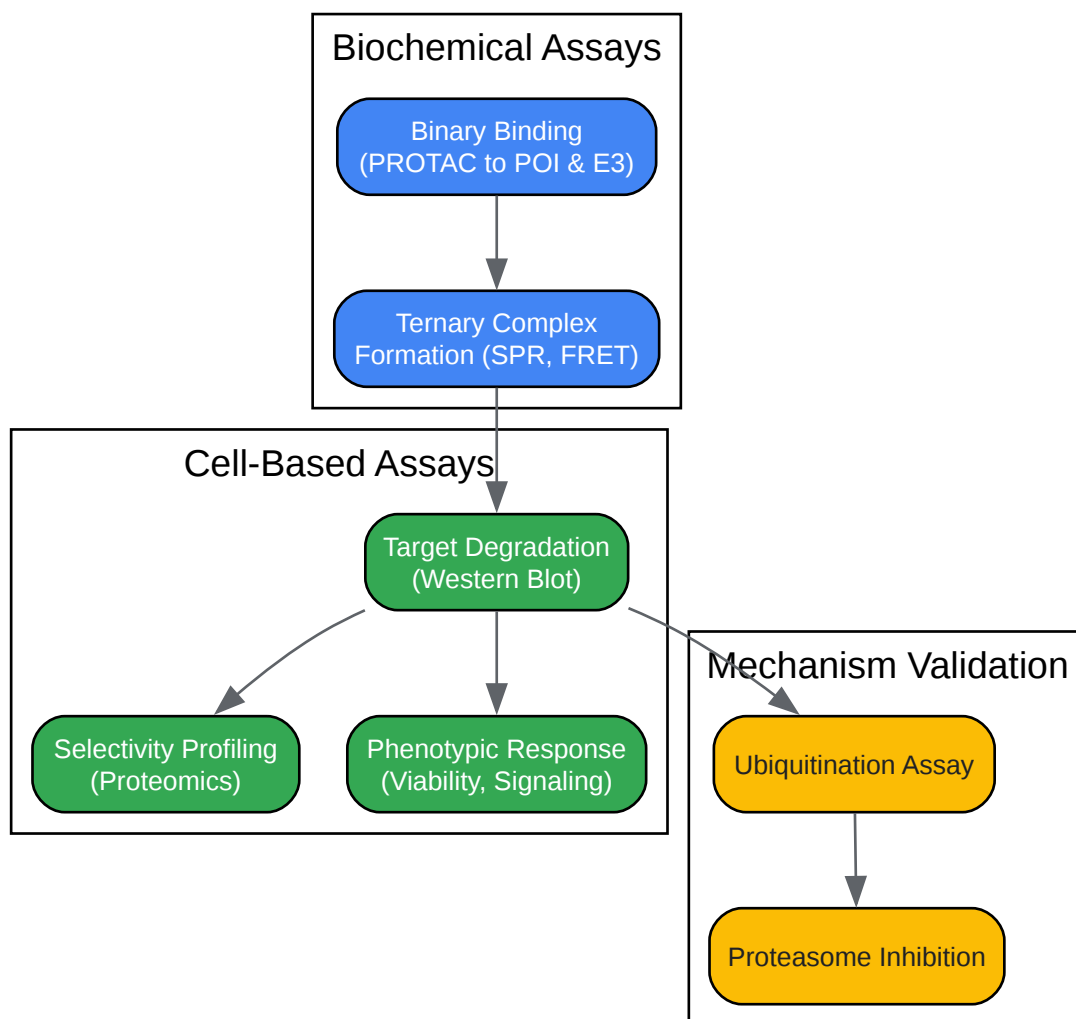 Biochemical Assays
Binary Binding
(PROTAC to POI & E3)
Ternary Complex
Formation (SPR, FRET)
Cell-Based Assays
Target Degradation
(Western Blot)
Selectivity Profiling
(Proteomics)
Phenotypic Response
(Viability, Signaling)
Mechanism Validation
Ubiquitination Assay
Proteasome Inhibition